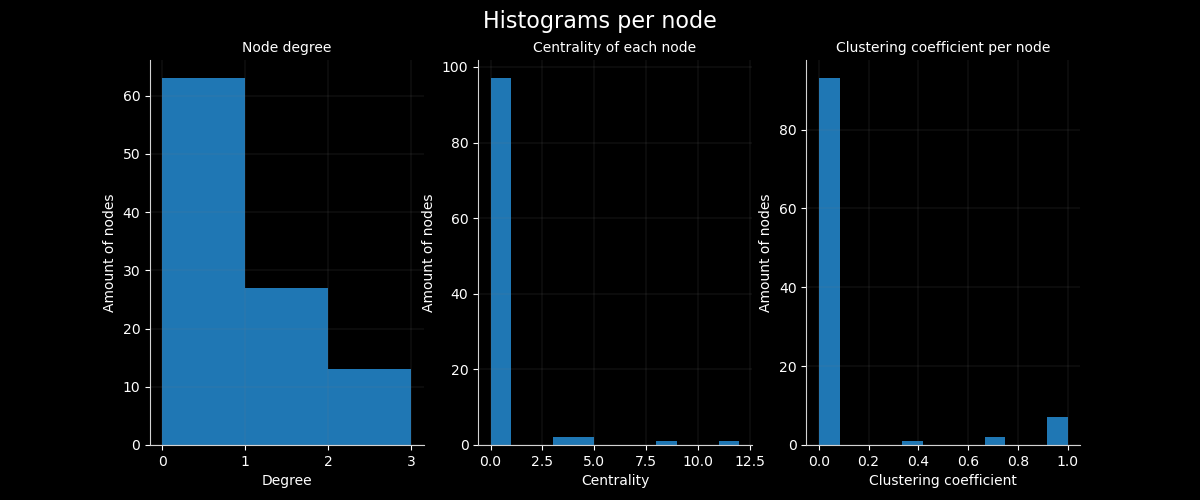 Histograms per node
Node degree
Amount of nodes
60
50
40
30
20
10
0
0 1 2 3
Degree
Centrality of each node
Amount of nodes
100
80
60
40
20
0
0.0 2.5 5.0 7.5 10.0 12.5
Centrality
Clustering coefficient per node
Amount of nodes
80
60
40
20
0
0.0 0.2 0.4 0.6 0.8 1.0
Clustering coefficient